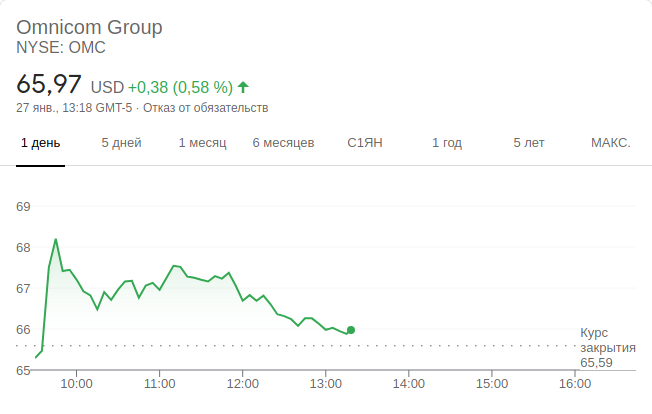 Omnicom Group
NYSE: OMC
65,97 USD +0,38 (0,58 %)
27 янв., 13:18 GMT-5 · Отказ от обязательств
1 день 5 дней 1 месяц 6 месяцев С1ЯН 1 год 5 лет МАКС.
69
68
67
66
65
Курс
закрытия
65,59
10:00 11:00 12:00 13:00 14:00 15:00 16:00